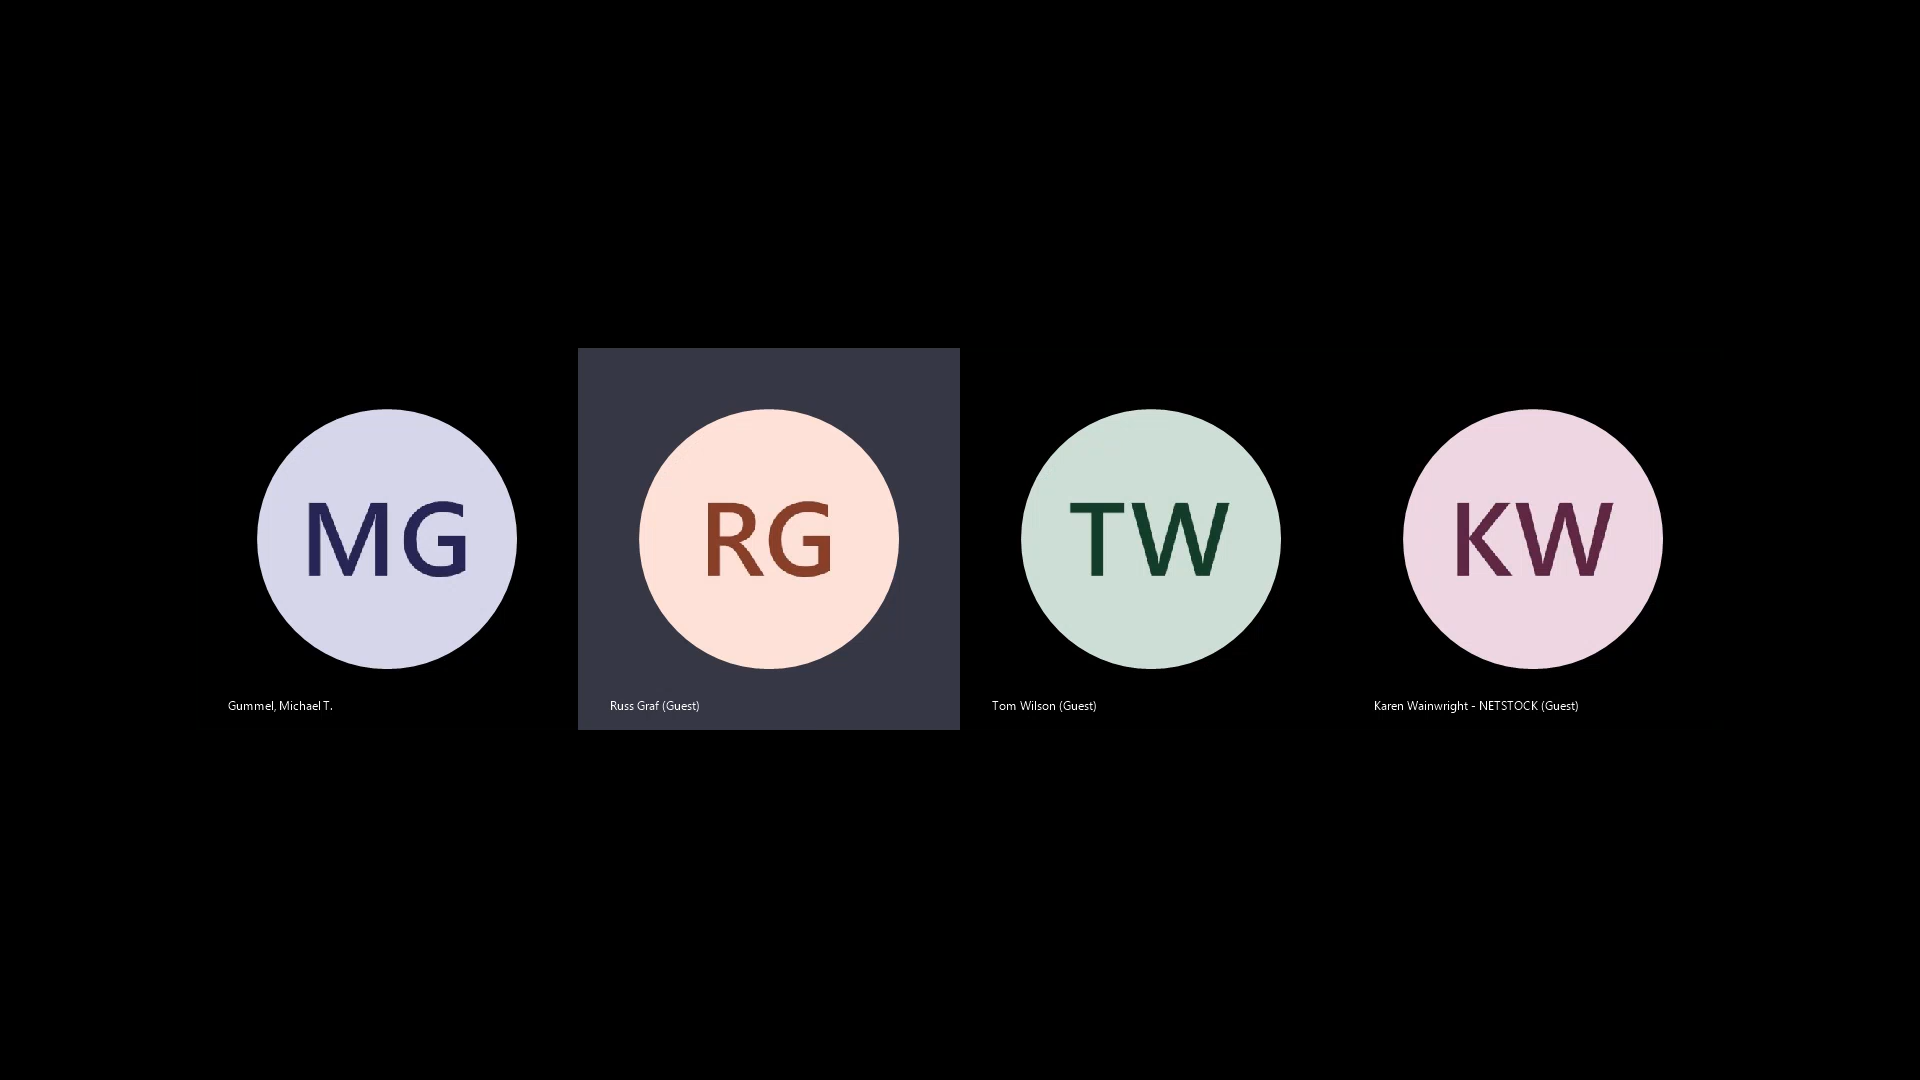 MG
RG
TW
KW
Gummel, Michael T.
Russ Graf (Guest)
Tom Wilson (Guest)
Karen Wainwright - NETSTOCK (Guest)